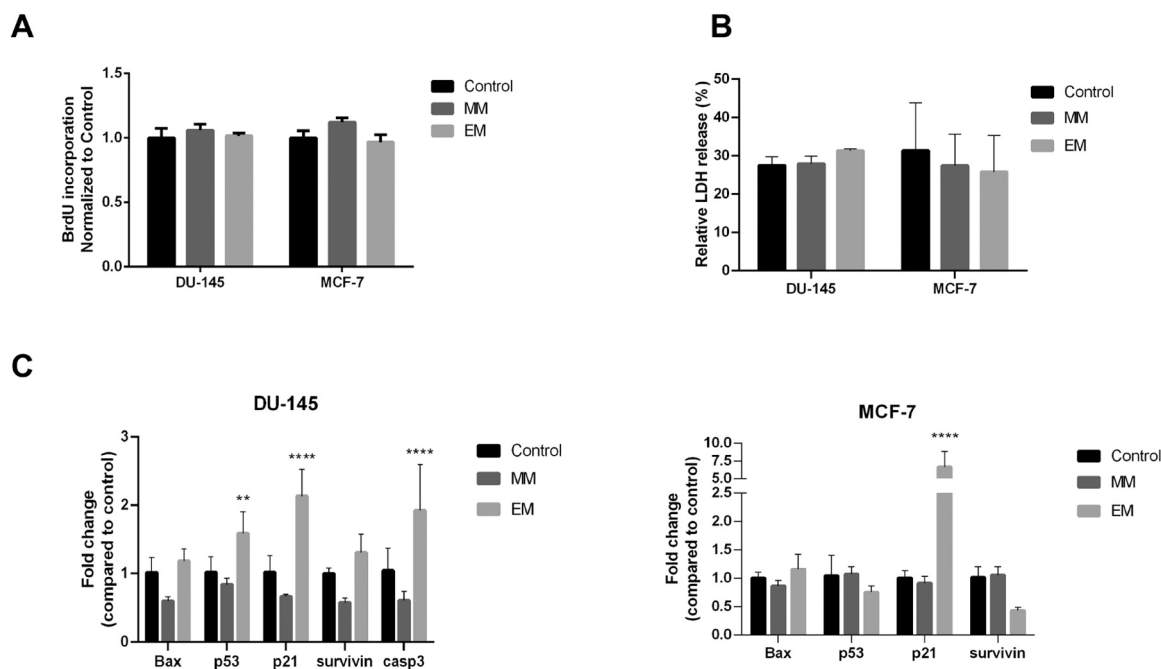 A
BrdU incorporation
Normalized to Control
1.5
1.0
0.5
0.0
DU-145 MCF-7
Control
MM
EM
B
Relative LDH release (%)
50
40
30
20
10
0
DU-145 MCF-7
Control
MM
EM
C
DU-145
Fold change
(compared to control)
3
2
1
0
** **** ****
Bax p53 p21 survivin casp3
Control
MM
EM
MCF-7
Fold change
(compared to control)
10.0
7.5
5.0
2.5
2.0
1.5
1.0
0.5
0.0
****
Bax p53 p21 survivin
Control
MM
EM